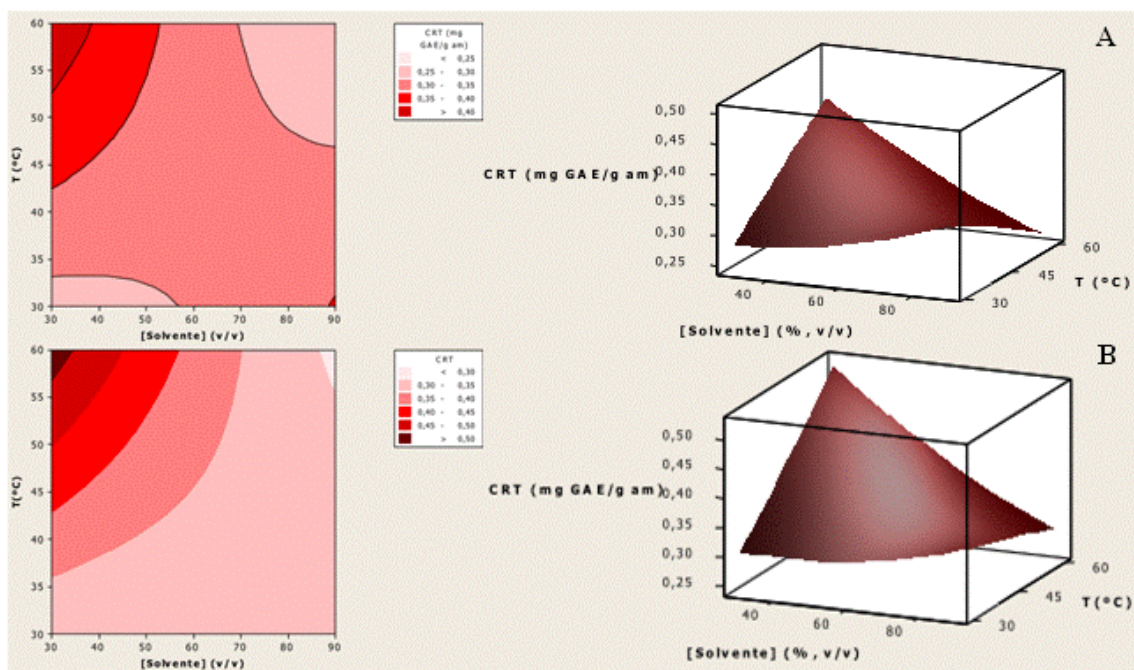 60
55
50
45
40
35
30
T (ºC)
30 40 50 60 70 80 90
[Solvente] (v/v)
CRT (mg
GAE/g am)
< 0,25
0,25 - 0,30
0,30 - 0,35
0,35 - 0,40
> 0,40
A
0,50
0,45
0,40
0,35
0,30
0,25
CRT (mg GAE/g am)
40 60 80
30 45 60
T (ºC)
[Solvente] (%, v/v)
60
55
50
45
40
35
30
T(ºC)
30 40 50 60 70 80 90
[Solvente] (v/v)
CRT
< 0,30
0,30 - 0,35
0,35 - 0,40
0,40 - 0,45
0,45 - 0,50
> 0,50
B
0,50
0,45
0,40
0,35
0,30
0,25
CRT (mg GAE/g am)
40 60 80
30 45 60
T(ºC)
[Solvente] (%, v/v)